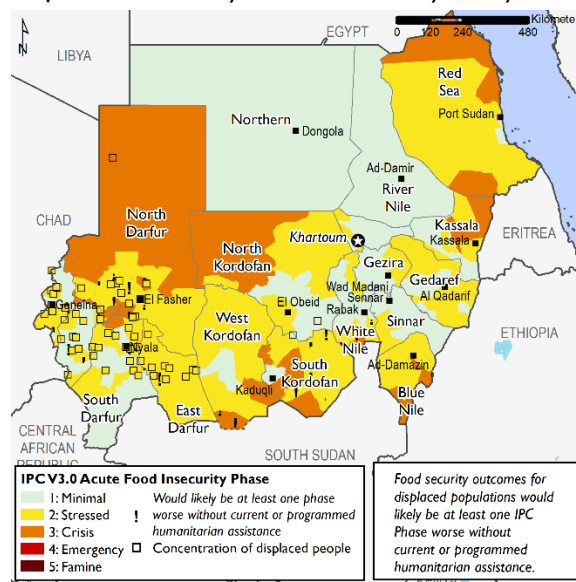 Kilomete
0 120 240 480
N
EGYPT
LIBYA
Red
Sea
Port Sudan
Northern
Dongola
Ad-Damir
River
Nile
CHAD
North
Darfur
North
Kordofan
Khartoum
Kassala
Kassala
ERITREA
Gezira
Geneina
El Fasher
Wad Madani
Gedaref
Al Qadarif
El Obeid
Sennar
Rabak
Sinnar
West
Kordofan
White
Nile
Nyala
ETHIOPIA
South
Kordofan
Ad-Damazin
Kaduqli
Blue
Nile
South
Darfur
East
Darfur
CENTRAL
AFRICAN
REPUBLIC
SOUTH SUDAN
IPC V3.0 Acute Food Insecurity Phase
1: Minimal
2: Stressed
3: Crisis
4: Emergency
5: Famine
! Would likely be at least one phase
worse without current or programmed
humanitarian assistance
Concentration of displaced people
Food security outcomes for
displaced populations would
likely be at least one IPC
Phase worse without
current or programmed
humanitarian assistance.